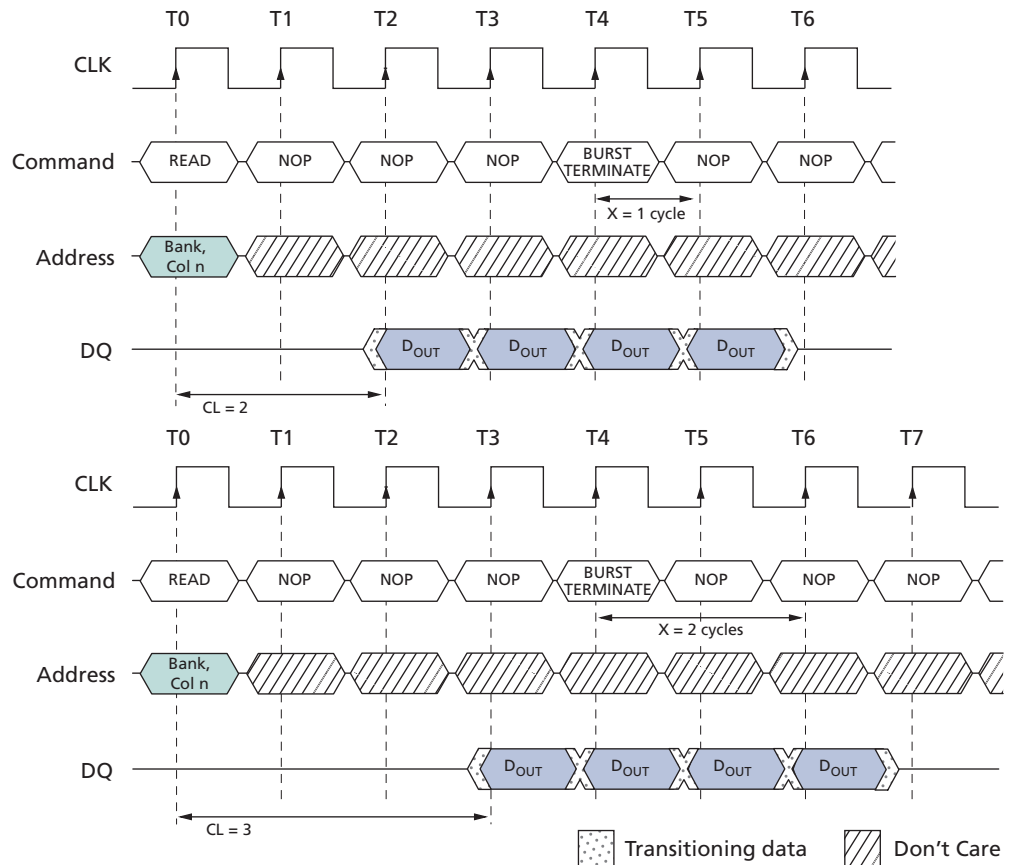 T0 T1 T2 T3 T4 T5 T6
CLK
Command READ NOP NOP NOP BURST TERMINATE NOP NOP
X = 1 cycle
Address Bank, Col n
DQ DOUT DOUT DOUT DOUT
CL = 2
T0 T1 T2 T3 T4 T5 T6 T7
CLK
Command READ NOP NOP NOP BURST TERMINATE NOP NOP NOP
X = 2 cycles
Address Bank, Col n
DQ DOUT DOUT DOUT DOUT
CL = 3
Transitioning data Don't Care